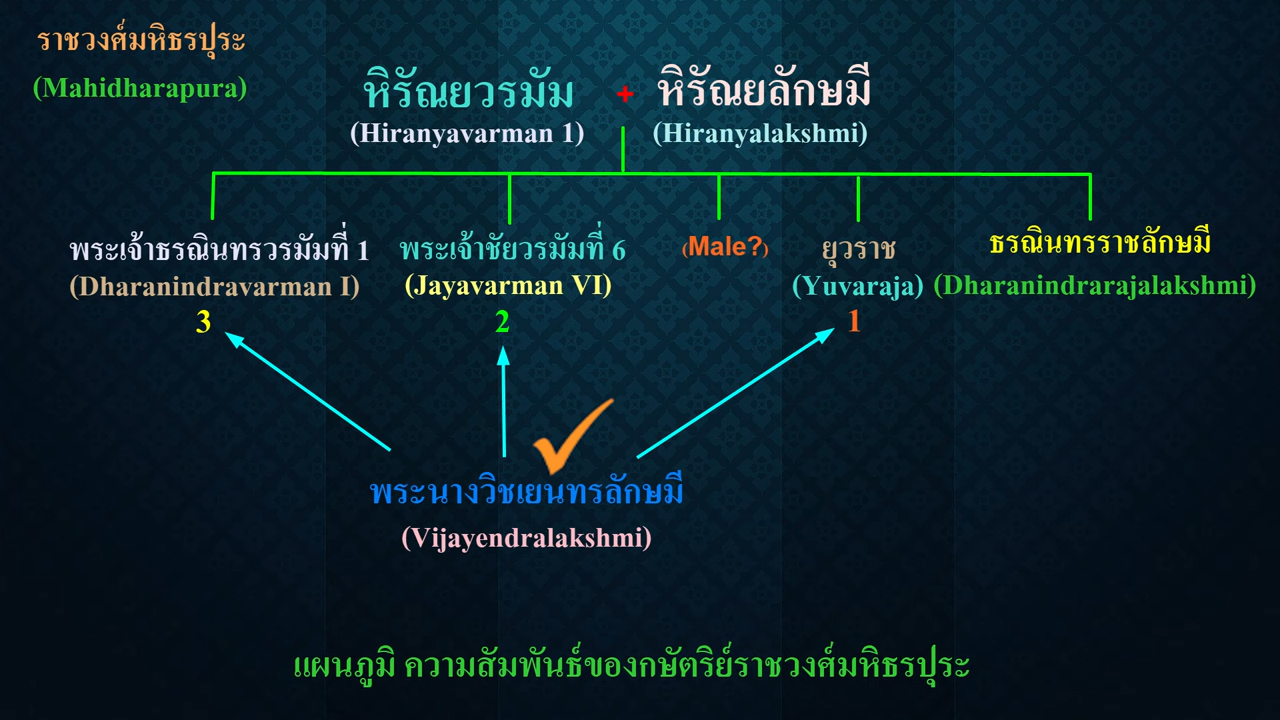 ราชวงศ์มหิธรปุระ
(Mahidharapura)
หิรัณยวรมัม + หิรัณยลักษมี
(Hiranyavarman 1) (Hiranyalakshmi)
พระเจ้าธรณินทรวรมัมที่ 1 พระเจ้าชัยวรมัมที่ 6 (Male?) ยุวราช ธรณินทรราชลักษมี
(Dharanindravarman I) (Jayavarman VI) (Yuvaraja) (Dharanindrarajalakshmi)
3 2 1
พระนางวิชเยนทรลักษมี
(Vijayendralakshmi)
แผนภูมิ ความสัมพันธ์ของกษัตริย์ราชวงศ์มหิธรปุระ